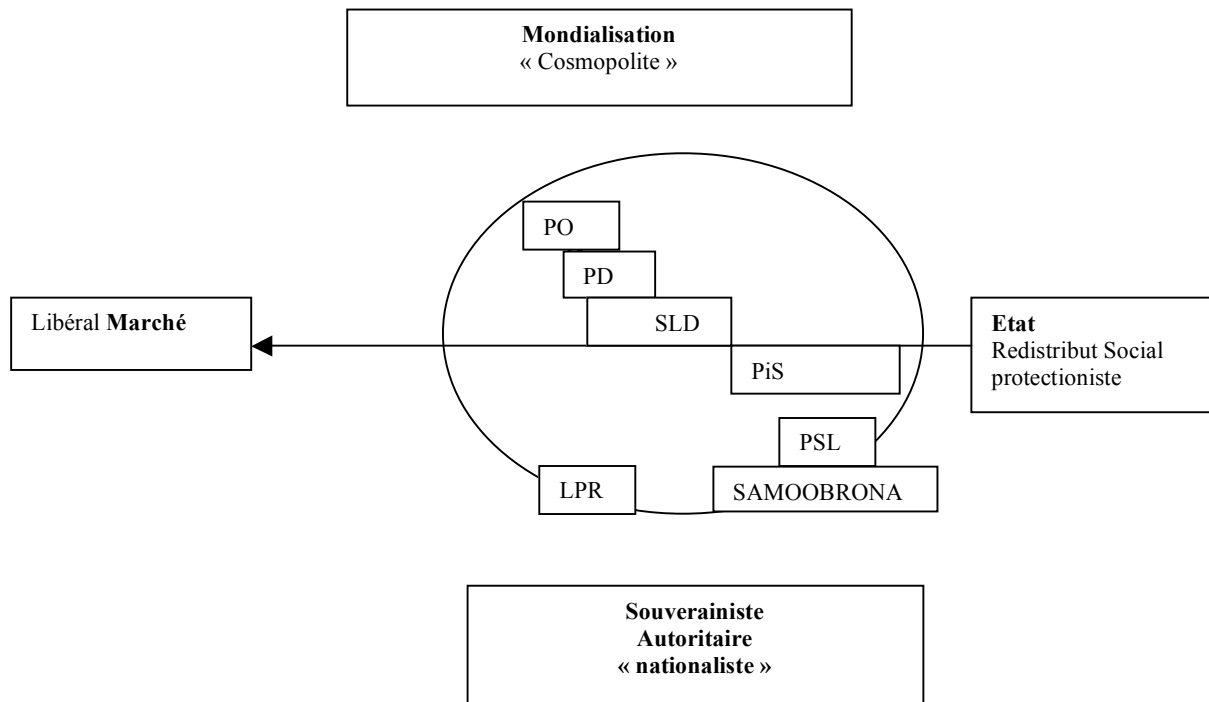 Mondialisation
« Cosmopolite »
PO
PD
Libéral Marché
SLD
Etat
Redistribut Social
protectioniste
PiS
PSL
LPR
SAMOOBRONA
Souverainiste
Autoritaire
« nationaliste »